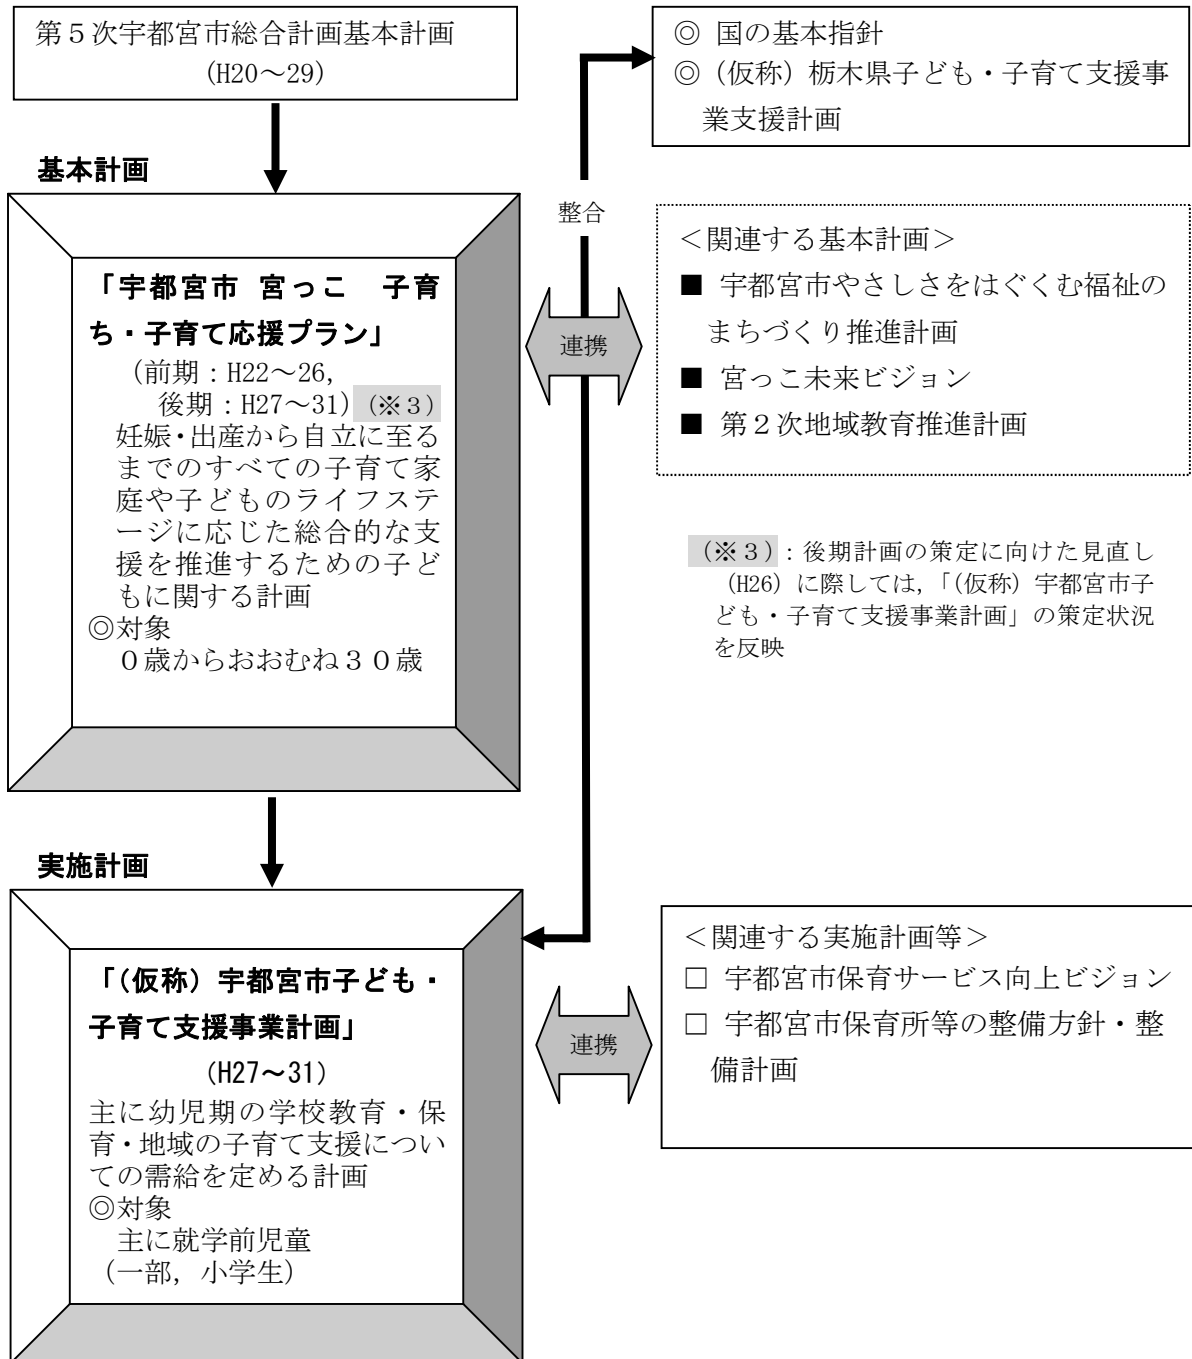 第５次宇都宮市総合計画基本計画
(H20～29)
◎ 国の基本指針
◎（仮称）栃木県子ども・子育て支援事
業支援計画
基本計画
整合
「宇都宮市 宮っこ　子育
ち・子育て応援プラン」
（前期：H22～26,
後期：H27～31）（※３）
妊娠・出産から自立に至る
までのすべての子育て家
庭や子どものライフステ
ージに応じた総合的な支
援を推進するための子ど
もに関する計画
◎対象
０歳からおおむね３０歳
連携
＜関連する基本計画＞
■ 宇都宮市やさしさをはぐくむ福祉の
まちづくり推進計画
■ 宮っこ未来ビジョン
■ 第２次地域教育推進計画
（※３）：後期計画の策定に向けた見直し
（H26）に際しては，「（仮称）宇都宮市子
ども・子育て支援事業計画」の策定状況
を反映
実施計画
「（仮称）宇都宮市子ども・
子育て支援事業計画」
（H27～31）
主に幼児期の学校教育・保
育・地域の子育て支援につい
ての需給を定める計画
◎対象
主に就学前児童
（一部，小学生）
連携
＜関連する実施計画等＞
□ 宇都宮市保育サービス向上ビジョン
□ 宇都宮市保育所等の整備方針・整
備計画